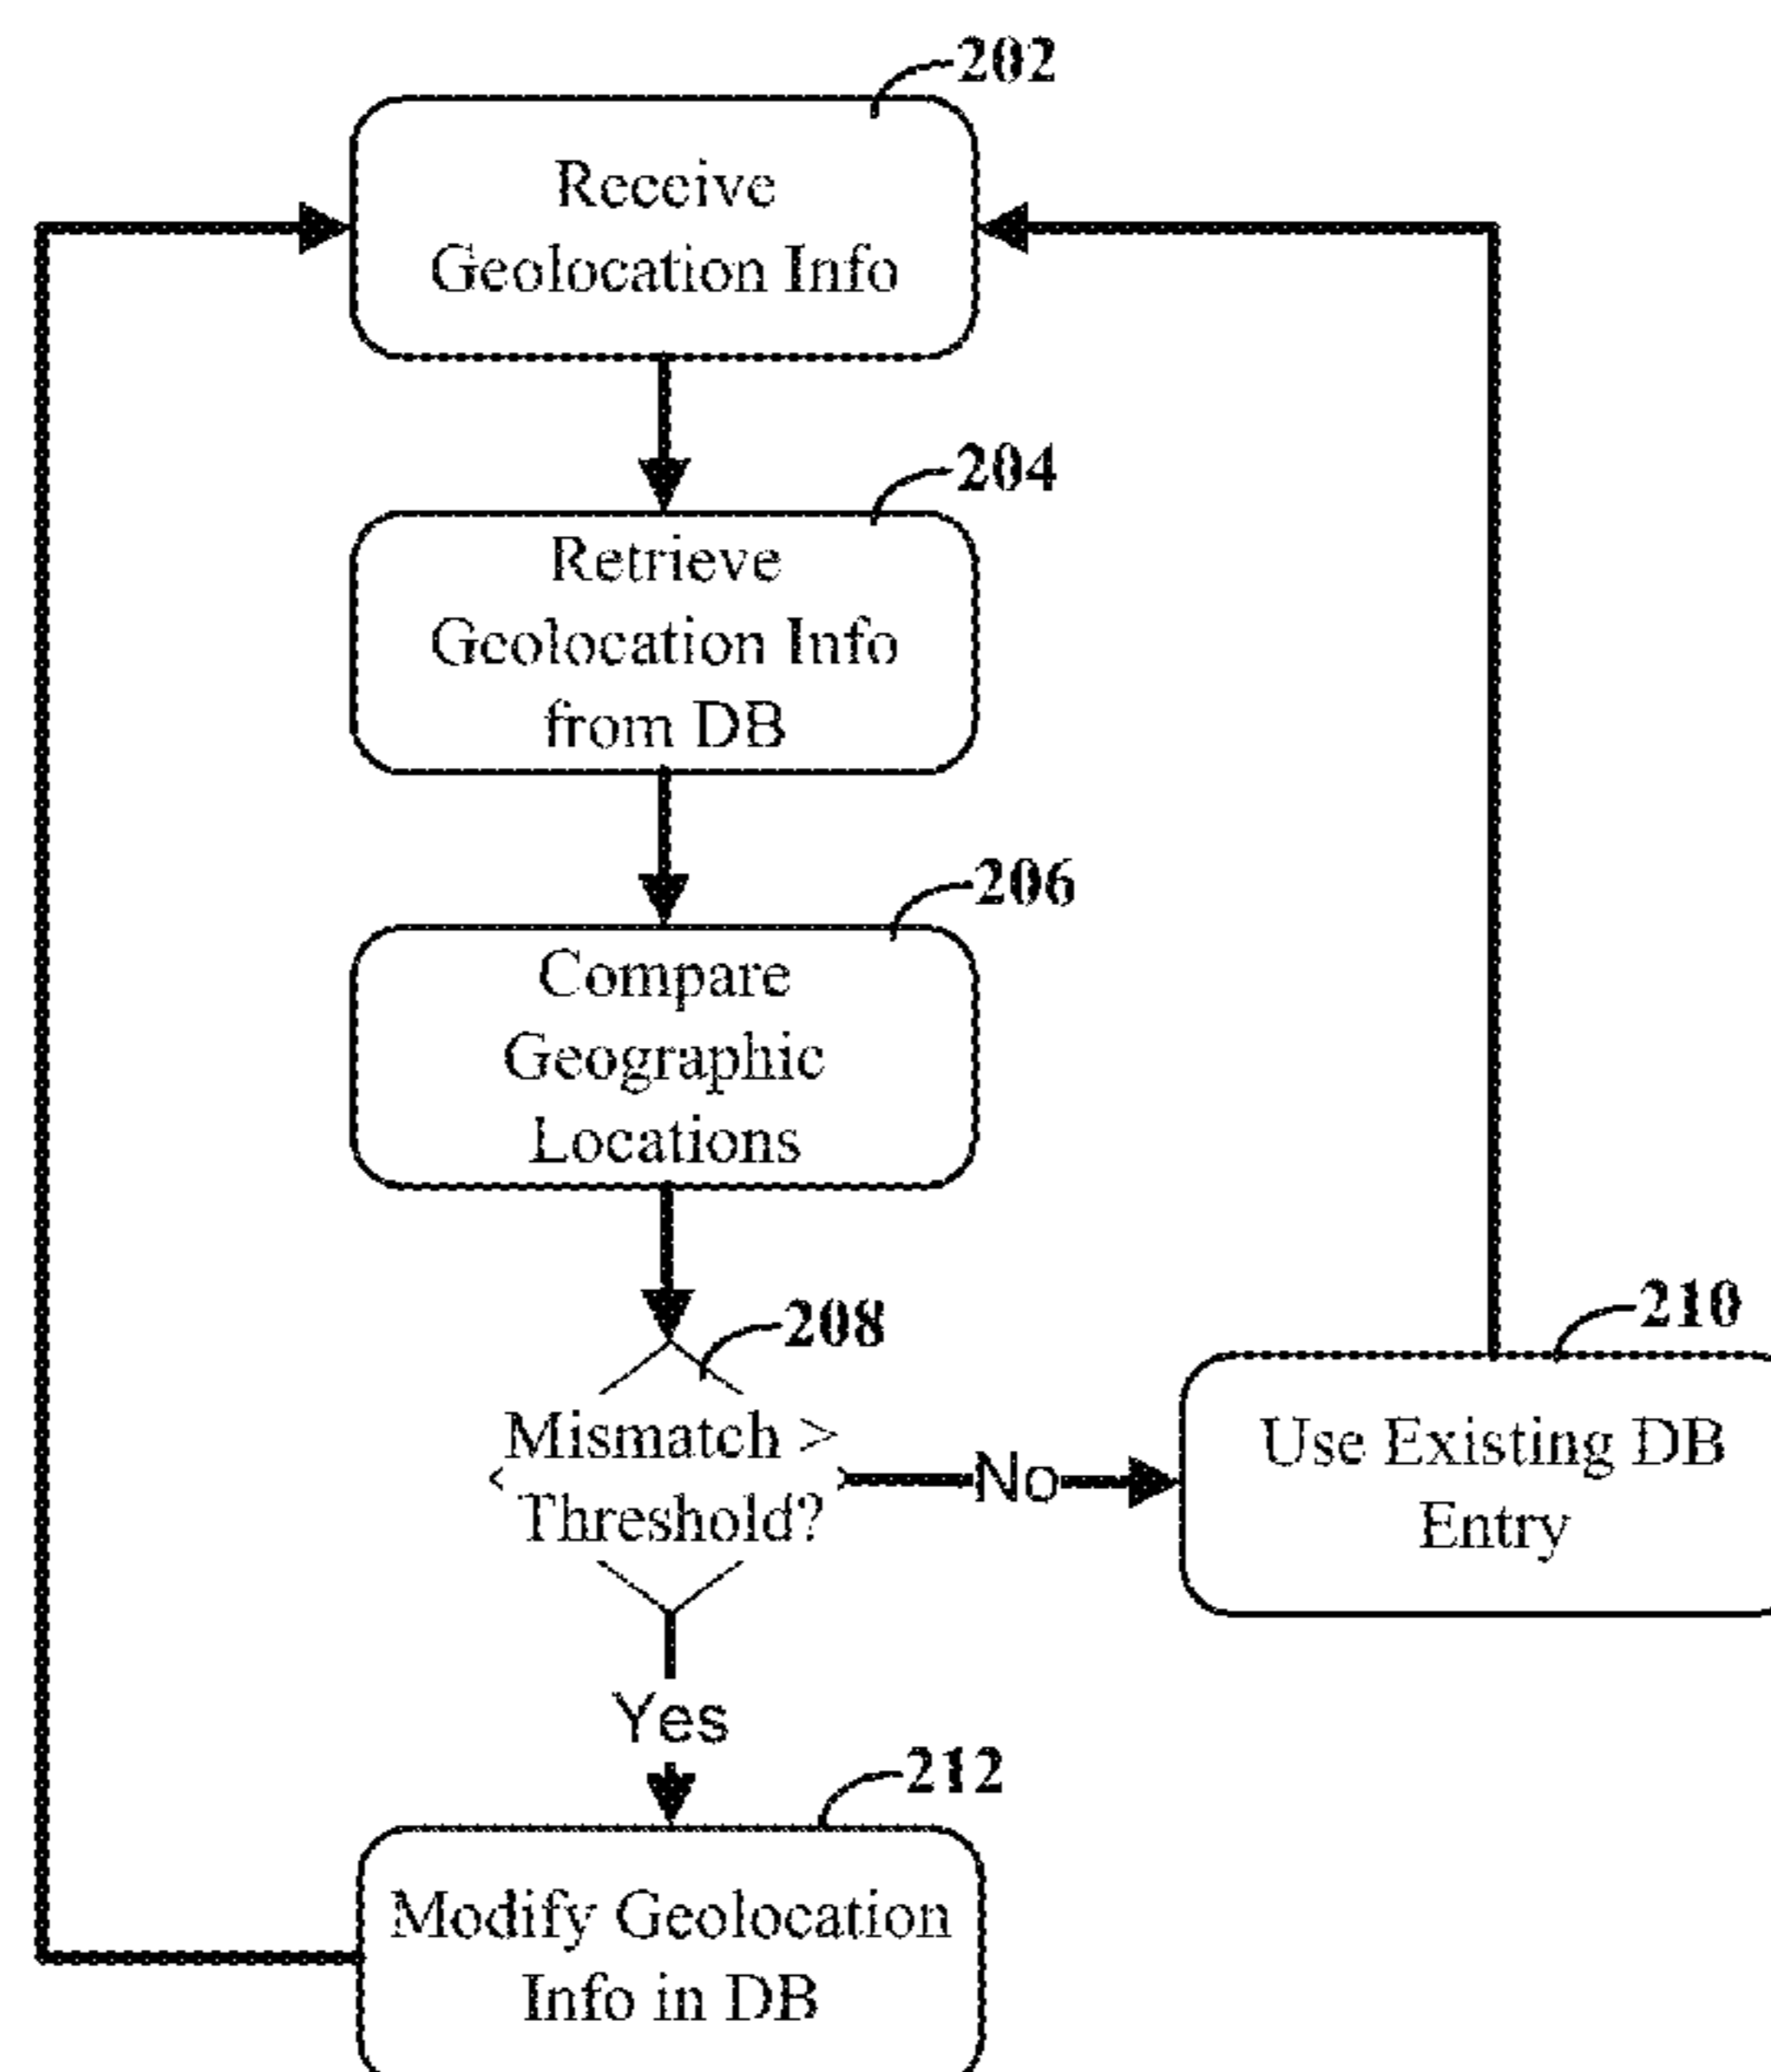 202
Receive
Geolocation Info
204
Retrieve
Geolocation Info
from DB
206
Compare
Geographic
Locations
208
Mismatch >
Threshold?
No
210
Use Existing DB
Entry
Yes
212
Modify Geolocation
Info in DB